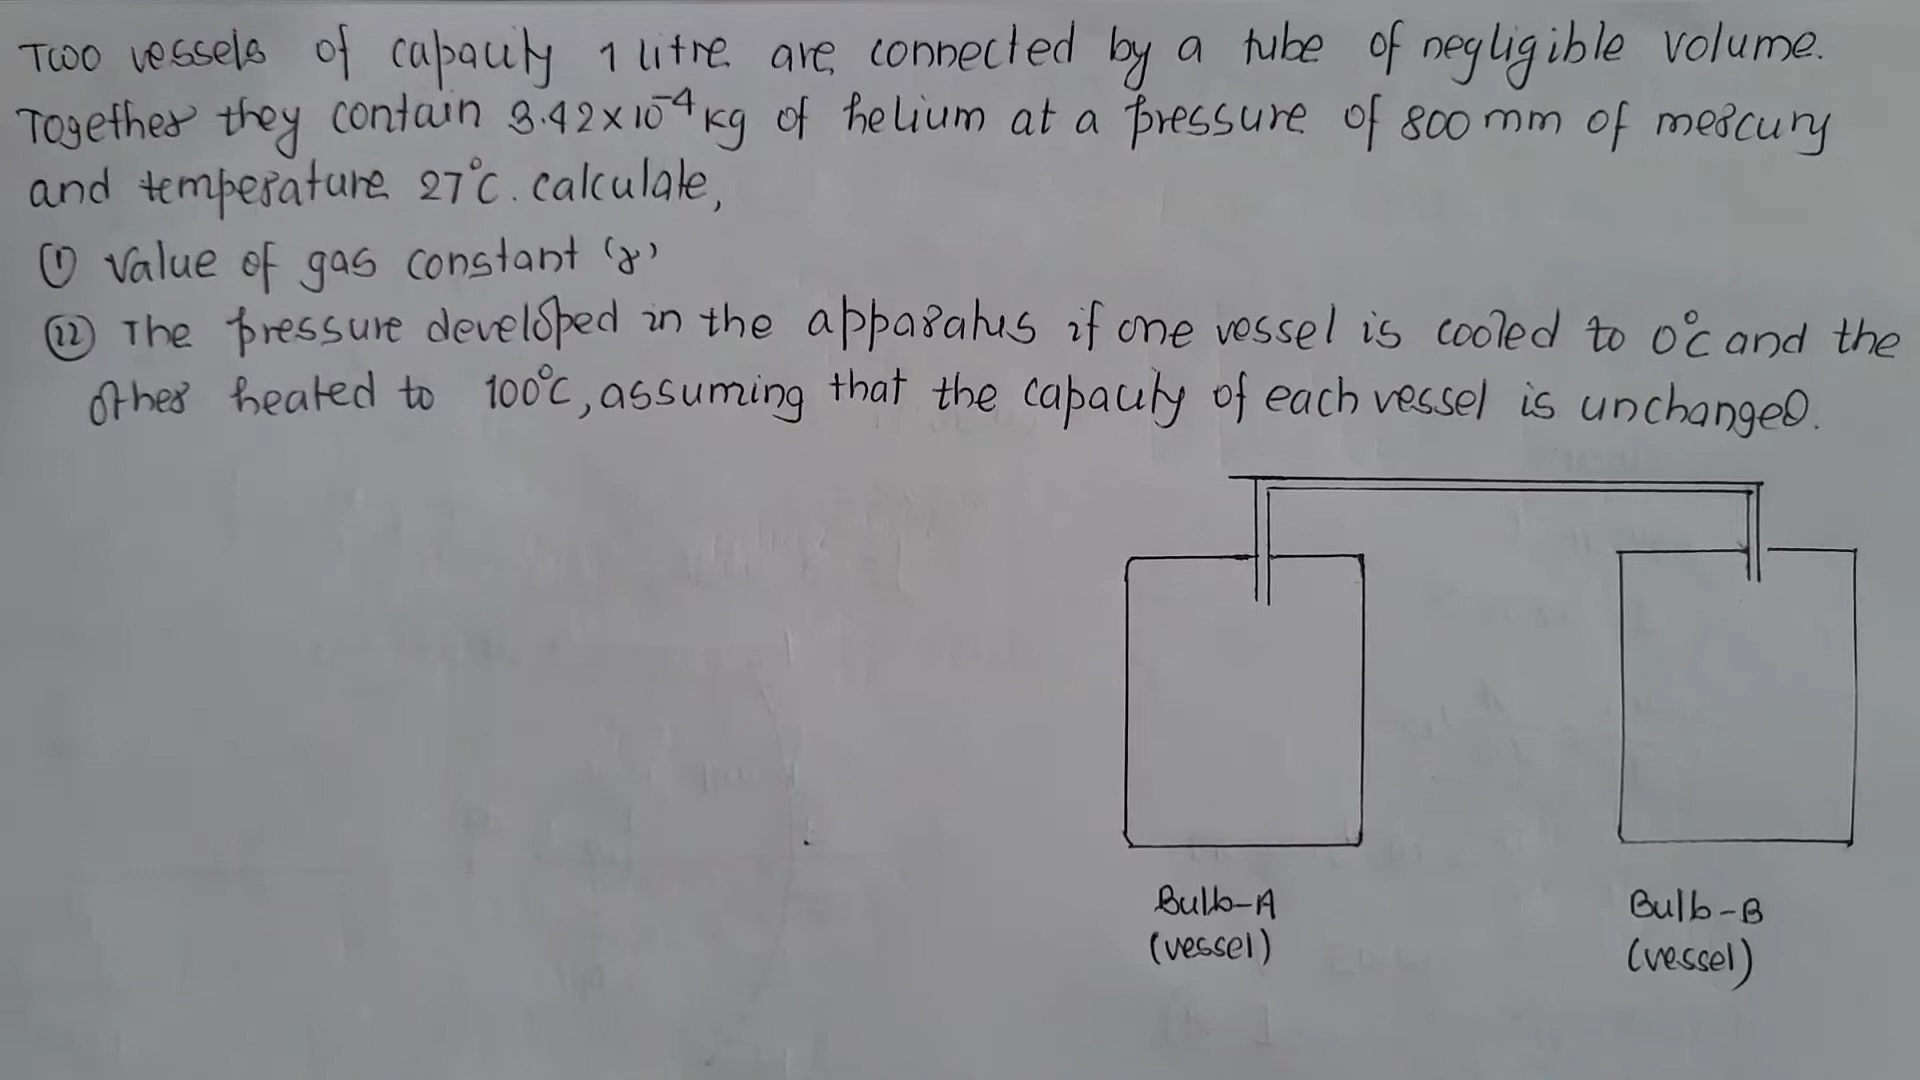 Two vessels of capacity 1 litre are connected by a tube of negligible volume.
Together they contain 3.42×10⁻⁴ kg of helium at a pressure of 800 mm of mercury
and temperature 27°C. calculate,
(i) Value of gas constant 'r'
(ii) The pressure developed in the apparatus if one vessel is cooled to 0°C and the
other heated to 100°C, assuming that the capacity of each vessel is unchanged.
Bulb-A
(vessel)
Bulb-B
(vessel)